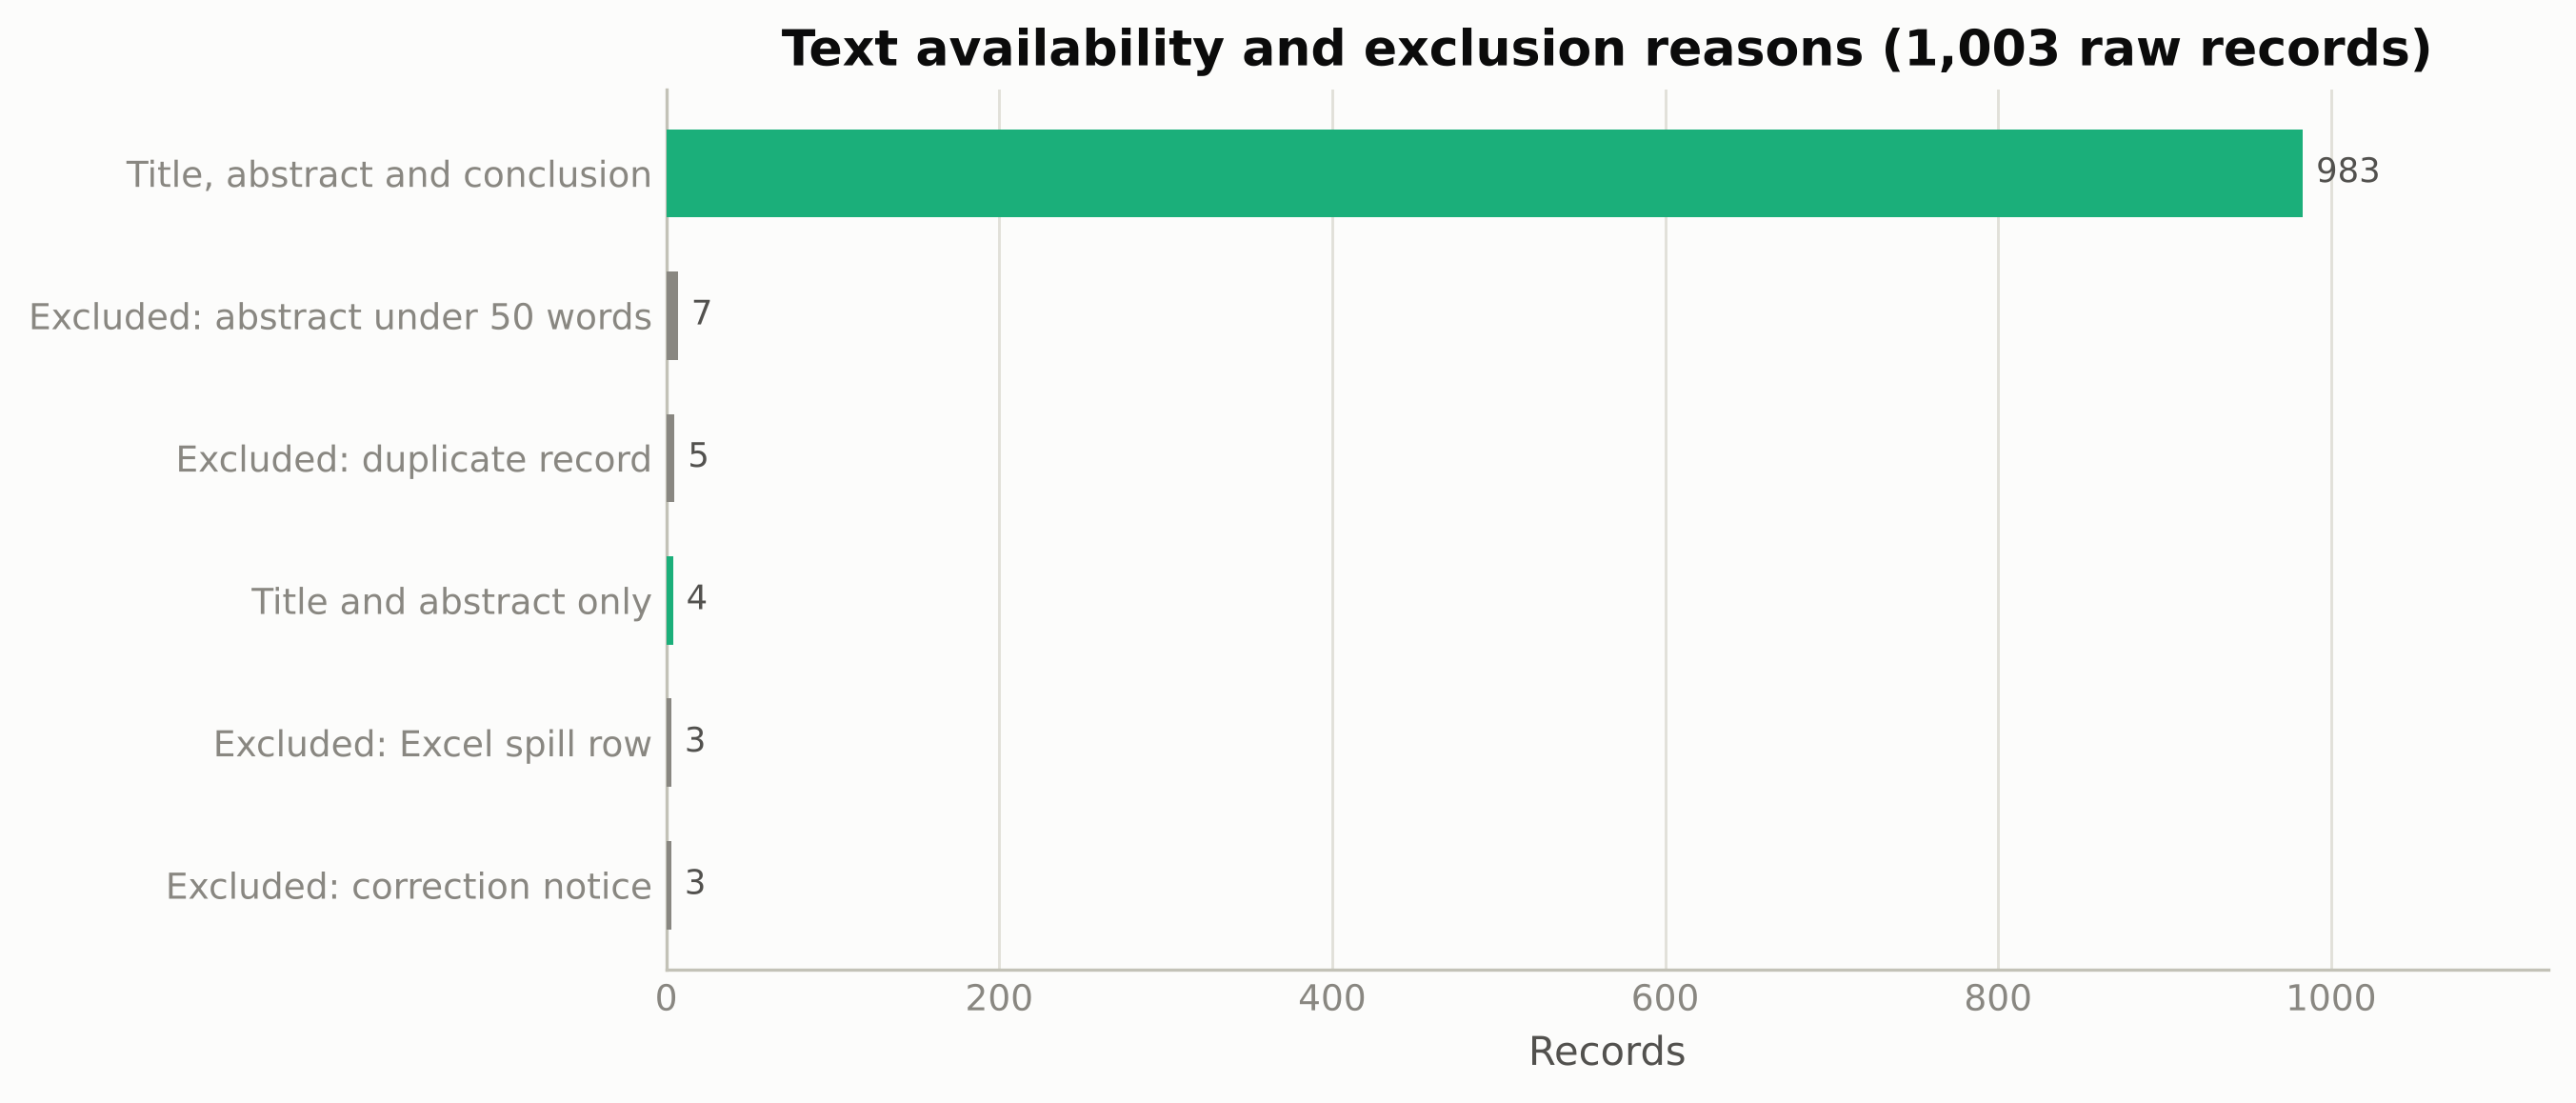 Text availability and exclusion reasons (1,003 raw records)
Title, abstract and conclusion 983
Excluded: abstract under 50 words 7
Excluded: duplicate record 5
Title and abstract only 4
Excluded: Excel spill row 3
Excluded: correction notice 3
0 200 400 600 800 1000
Records